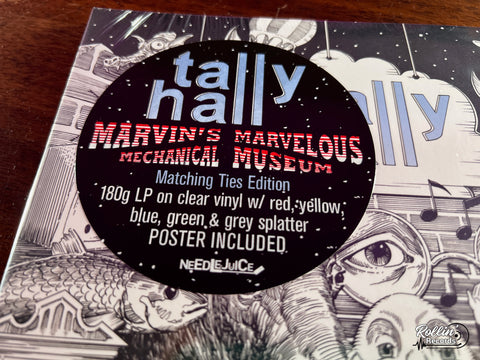 tally
hall
MARVIN'S MARVELOUS
MECHANICAL MUSEUM
Matching Ties Edition
180g LP on clear vinyl w/ red, yellow,
blue, green & grey splatter
POSTER INCLUDED
NEEDLEJUICE
ally
Rollin'
Records